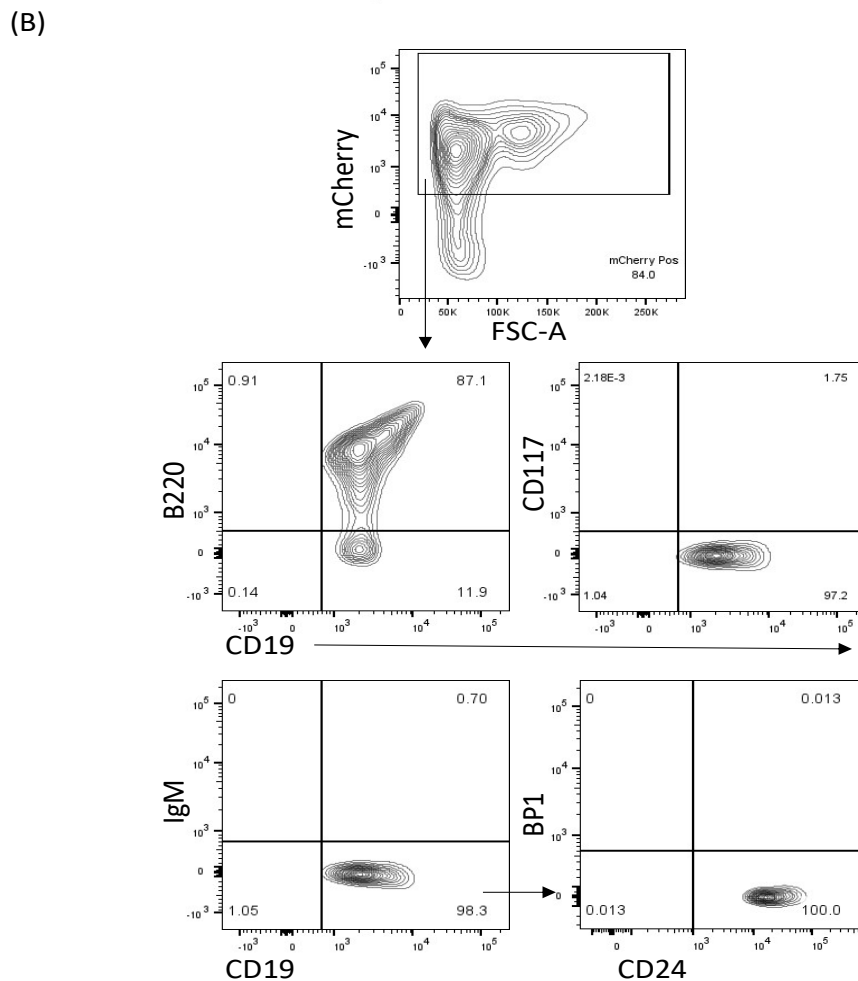 (B)
mCherry
10^5
10^4
10^3
0
-10^3
mCherry Pos
84.0
0 50K 100K 150K 200K 250K
FSC-A
B220
10^5
10^4
10^3
0
-10^3
0.91 87.1
0.14 11.9
-10^3 0 10^3 10^4 10^5
CD19
CD117
10^5
10^4
10^3
0
-10^3
2.18E-3 1.75
1.04 97.2
-10^3 0 10^3 10^4 10^5
IgM
10^5
10^4
10^3
0
-10^3
0 0.70
1.05 98.3
-10^3 0 10^3 10^4 10^5
CD19
BP1
10^5
10^4
10^3
0
0 0.013
0.013 100.0
0 10^3 10^4 10^5
CD24